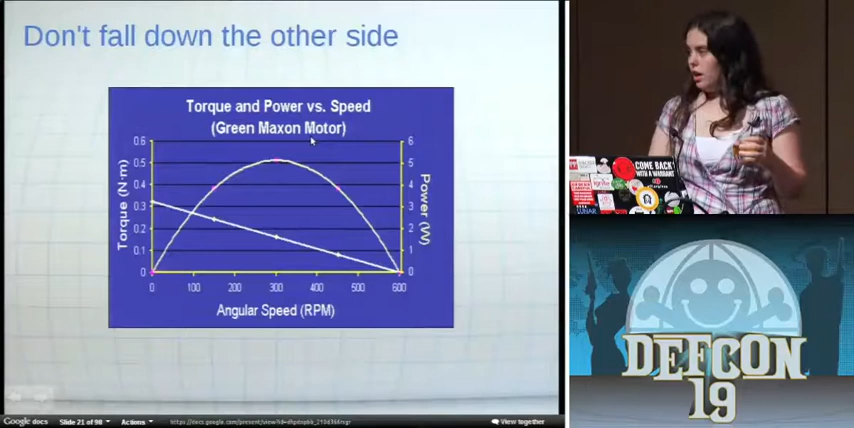 Don't fall down the other side
Torque and Power vs. Speed
(Green Maxon Motor)
0.6
0.5
0.4
0.3
0.2
0.1
0
6
5
4
3
2
1
0
Torque (N·m)
Power (W)
0 100 200 300 400 500 600
Angular Speed (RPM)
Google docs
Slide 21 of 98
Actions
View together
COME BACK
WITH A WARRANT
ignite
LUNAR
DEFCON
19